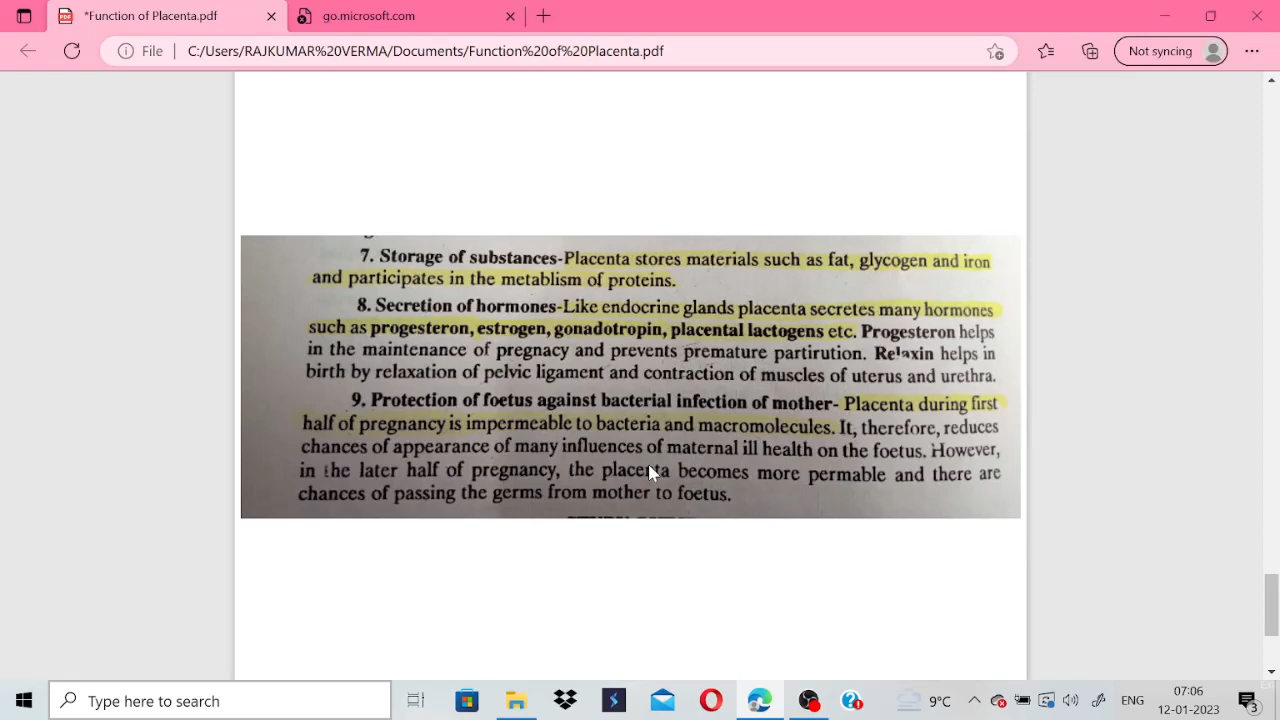 *Function of Placenta.pdf
go.microsoft.com
File C:/Users/RAJKUMAR%20VERMA/Documents/Function%20of%20Placenta.pdf
Not syncing
7. Storage of substances-Placenta stores materials such as fat, glycogen and iron
and participates in the metablism of proteins.
8. Secretion of hormones-Like endocrine glands placenta secretes many hormones
such as progesteron, estrogen, gonadotropin, placental lactogens etc. Progesteron helps
in the maintenance of pregnacy and prevents premature partirution. Relaxin helps in
birth by relaxation of pelvic ligament and contraction of muscles of uterus and urethra.
9. Protection of foetus against bacterial infection of mother- Placenta during first
half of pregnancy is impermeable to bacteria and macromolecules. It, therefore, reduces
chances of appearance of many influences of maternal ill health on the foetus. However,
in the later half of pregnancy, the placenta becomes more permable and there are
chances of passing the germs from mother to foetus.
Type here to search
9°C
ENG
07:06
12-01-2023
3